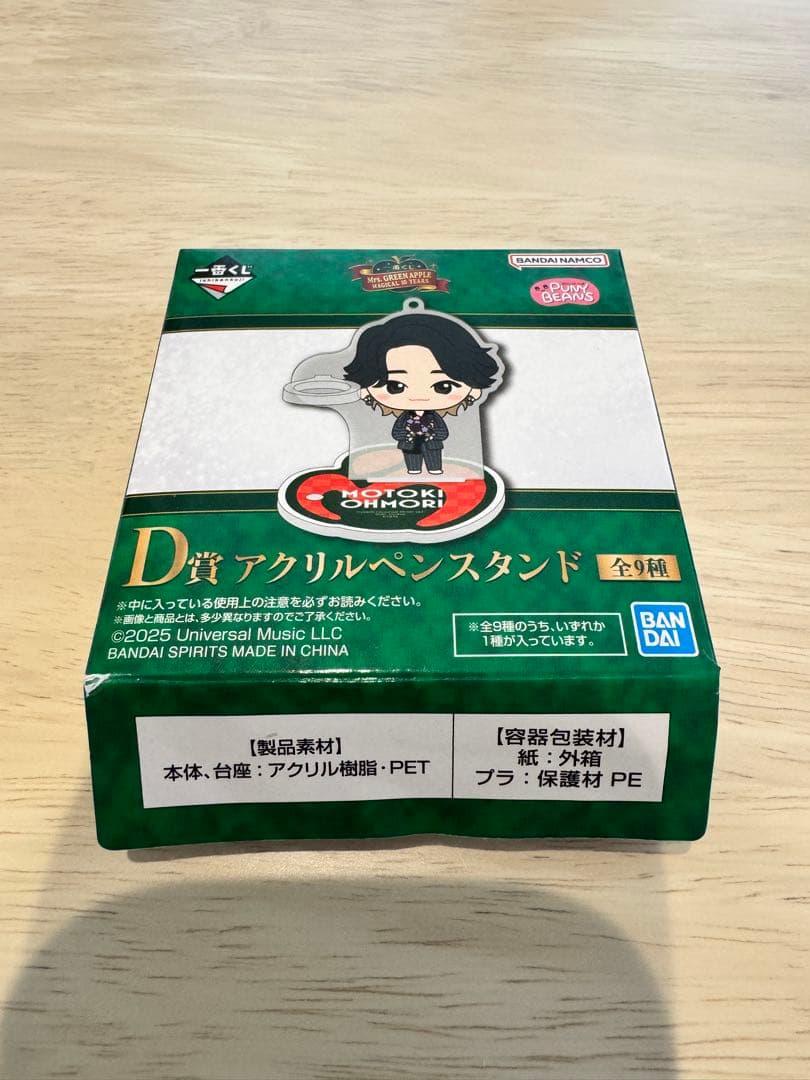 一番くじ
ichibankuji
一番くじ
Mrs. GREEN APPLE
MAGICAL 10 YEARS
BANDAI NAMCO
PUNY
BEANS
MOTOKI
OHMORI
D賞 アクリルペンスタンド 全9種
※中に入っている使用上の注意を必ずお読みください。
※画像と商品とは、多少異なりますのでご了承ください。
©2025 Universal Music LLC
BANDAI SPIRITS MADE IN CHINA
※全9種のうち、いずれか
1種が入っています。
BAN
DAI
【製品素材】
本体、台座：アクリル樹脂・PET
【容器包装材】
紙：外箱
プラ：保護材 PE